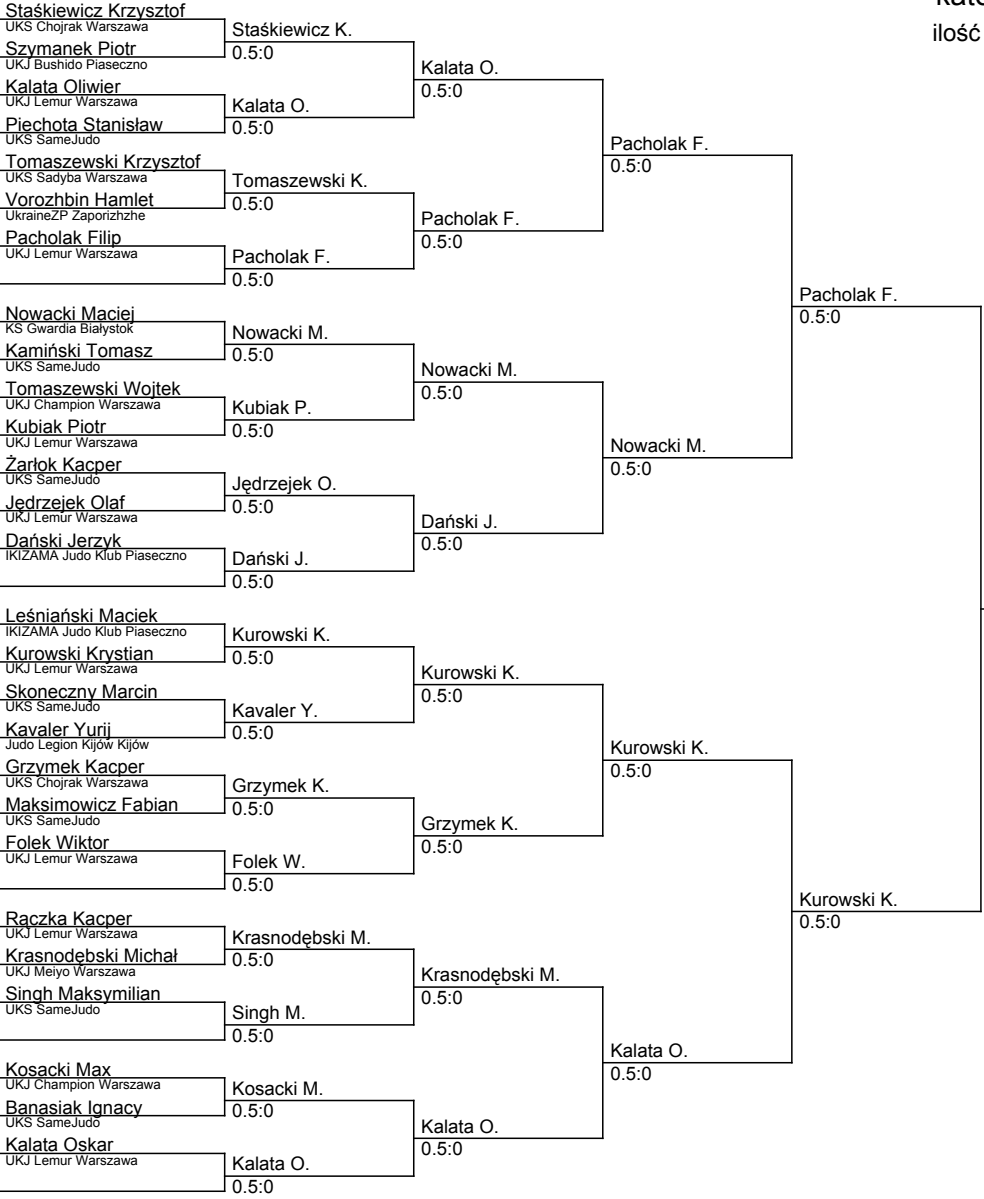 kate
ilość
Staśkiewicz Krzysztof
UKS Chojrak Warszawa
Szymanek Piotr
UKJ Bushido Piaseczno
Kalata Oliwier
UKJ Lemur Warszawa
Piechota Stanisław
UKS SameJudo
Tomaszewski Krzysztof
UKS Sadyba Warszawa
Vorozhbin Hamlet
UkraineZP Zaporizhzhe
Pacholak Filip
UKJ Lemur Warszawa
Nowacki Maciej
KS Gwardia Białystok
Kamiński Tomasz
UKS SameJudo
Tomaszewski Wojtek
UKJ Champion Warszawa
Kubiak Piotr
UKJ Lemur Warszawa
Żarłok Kacper
UKS SameJudo
Jędrzejek Olaf
UKJ Lemur Warszawa
Dański Jerzyk
IKIZAMA Judo Klub Piaseczno
Leśniański Maciek
IKIZAMA Judo Klub Piaseczno
Kurowski Krystian
UKJ Lemur Warszawa
Skoneczny Marcin
UKS SameJudo
Kavaler Yurij
Judo Legion Kijów Kijów
Grzymek Kacper
UKS Chojrak Warszawa
Maksimowicz Fabian
UKS SameJudo
Folek Wiktor
UKJ Lemur Warszawa
Rączka Kacper
UKJ Lemur Warszawa
Krasnodębski Michał
UKJ Meiyo Warszawa
Singh Maksymilian
UKS SameJudo
Kosacki Max
UKJ Champion Warszawa
Banasiak Ignacy
UKS SameJudo
Kalata Oskar
UKJ Lemur Warszawa
Staśkiewicz K.
0.5:0
Kalata O.
0.5:0
Tomaszewski K.
0.5:0
Pacholak F.
0.5:0
Nowacki M.
0.5:0
Kubiak P.
0.5:0
Jędrzejek O.
0.5:0
Dański J.
0.5:0
Kurowski K.
0.5:0
Kavaler Y.
0.5:0
Grzymek K.
0.5:0
Folek W.
0.5:0
Krasnodębski M.
0.5:0
Singh M.
0.5:0
Kosacki M.
0.5:0
Kalata O.
0.5:0
Kalata O.
0.5:0
Pacholak F.
0.5:0
Nowacki M.
0.5:0
Dański J.
0.5:0
Kurowski K.
0.5:0
Grzymek K.
0.5:0
Krasnodębski M.
0.5:0
Kalata O.
0.5:0
Pacholak F.
0.5:0
Nowacki M.
0.5:0
Kurowski K.
0.5:0
Kalata O.
0.5:0
Pacholak F.
0.5:0
Kurowski K.
0.5:0